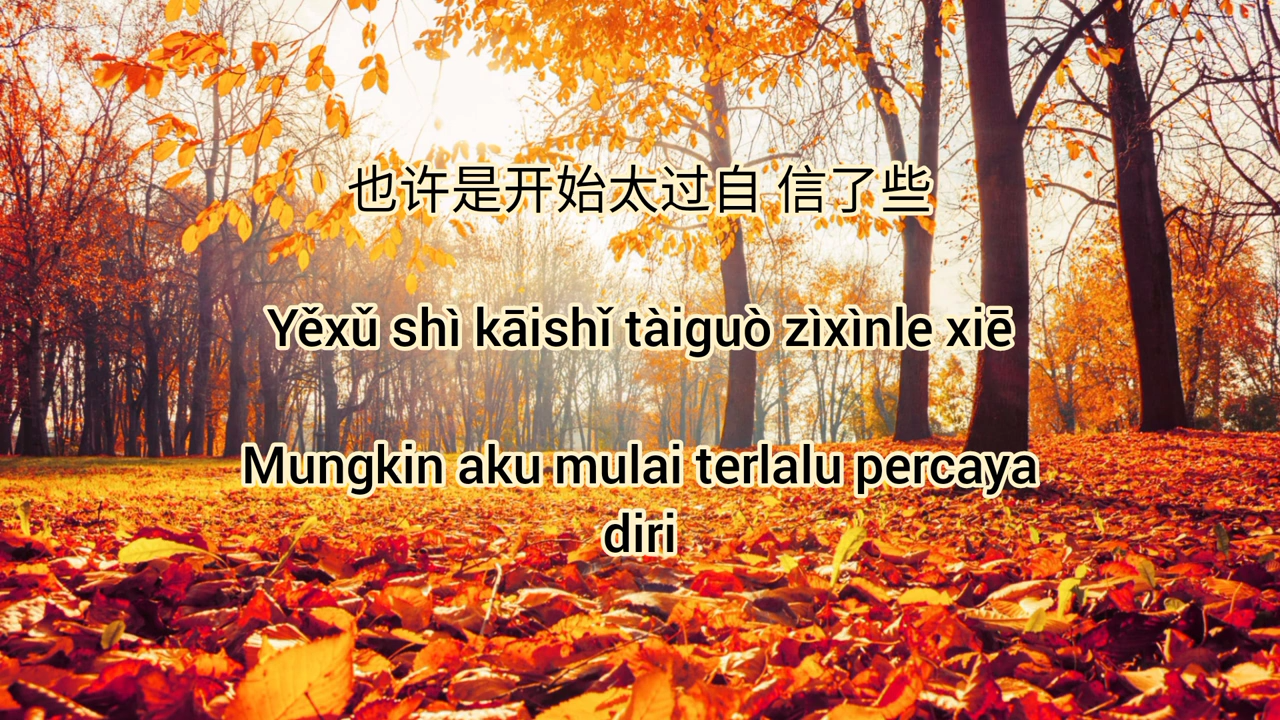 也许是开始太过自 信了些
Yěxǔ shì kāishǐ tàiguò zìxìnle xiē
Mungkin aku mulai terlalu percaya
diri